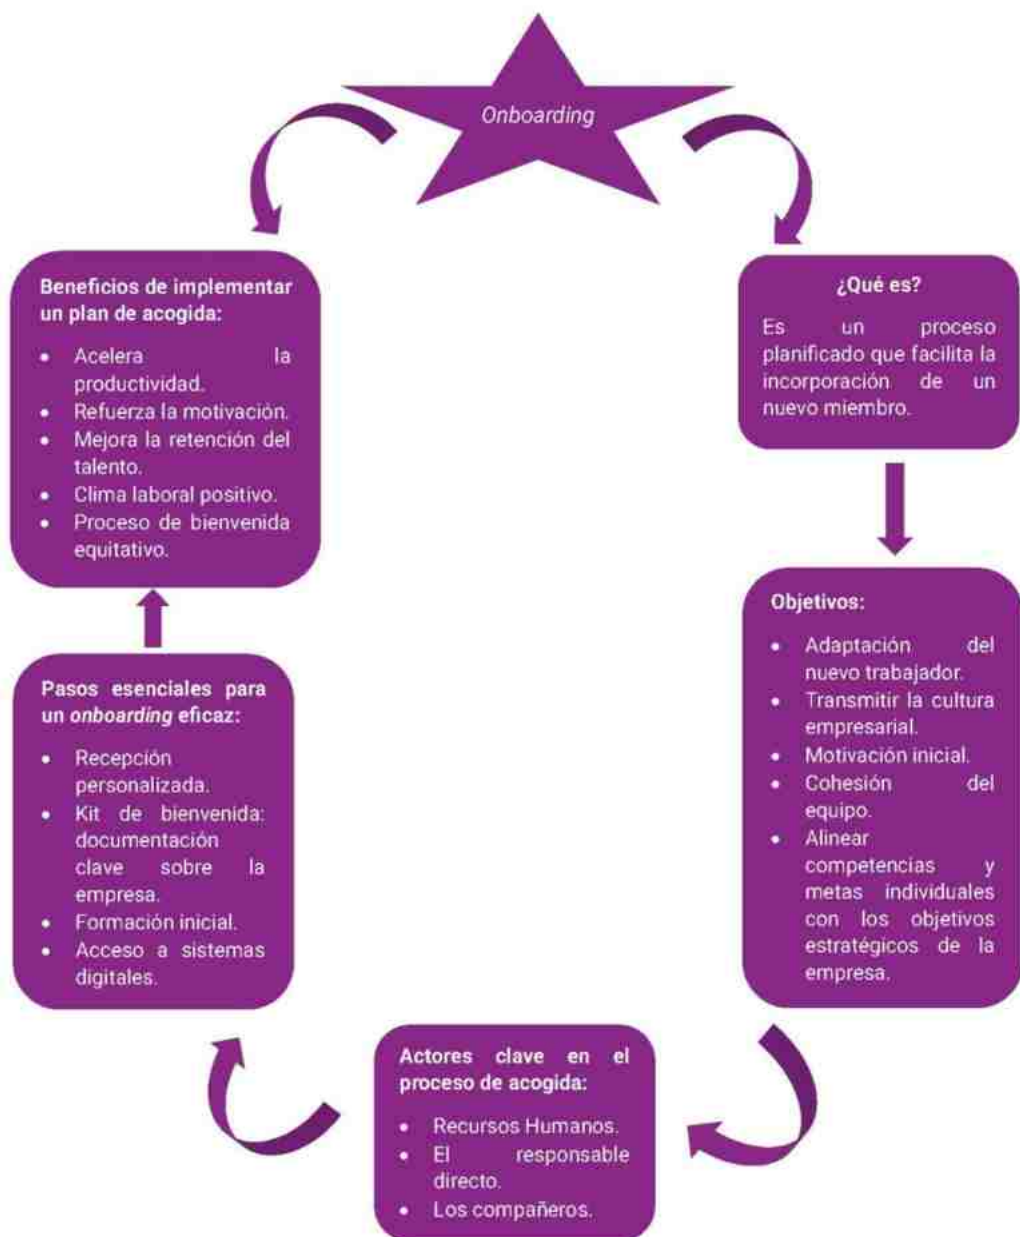 Onboarding
¿Qué es?
Es un proceso
planificado que facilita la
incorporación de un
nuevo miembro.
Objetivos:
• Adaptación del
nuevo trabajador.
• Transmitir la cultura
empresarial.
• Motivación inicial.
• Cohesión del
equipo.
• Alinear
competencias y
metas individuales
con los objetivos
estratégicos de la
empresa.
Actores clave en el
proceso de acogida:
• Recursos Humanos.
• El responsable
directo.
• Los compañeros.
Pasos esenciales para
un onboarding eficaz:
• Recepción
personalizada.
• Kit de bienvenida:
documentación
clave sobre la
empresa.
• Formación inicial.
• Acceso a sistemas
digitales.
Beneficios de implementar
un plan de acogida:
• Acelera la
productividad.
• Refuerza la motivación.
• Mejora la retención del
talento.
• Clima laboral positivo.
• Proceso de bienvenida
equitativo.